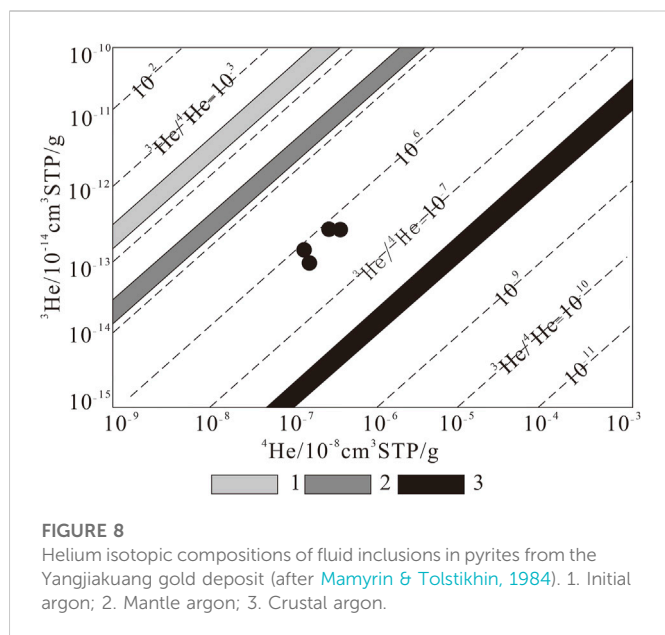 10⁻¹⁰
10⁻¹¹
10⁻¹²
10⁻¹³
10⁻¹⁴
10⁻¹⁵
³He/10⁻¹⁴cm³STP/g
10⁻²
³He/⁴He=10⁻³
10⁻⁶
³He/⁴He=10⁻⁷
10⁻⁹
³He/⁴He=10⁻¹⁰
10⁻¹¹
10⁻⁹
10⁻⁸
10⁻⁷
10⁻⁶
10⁻⁵
10⁻⁴
10⁻³
⁴He/10⁻⁸cm³STP/g
1 2 3
FIGURE 8
Helium isotopic compositions of fluid inclusions in pyrites from the
Yangjiakuang gold deposit (after Mamyrin & Tolstikhin, 1984). 1. Initial
argon; 2. Mantle argon; 3. Crustal argon.